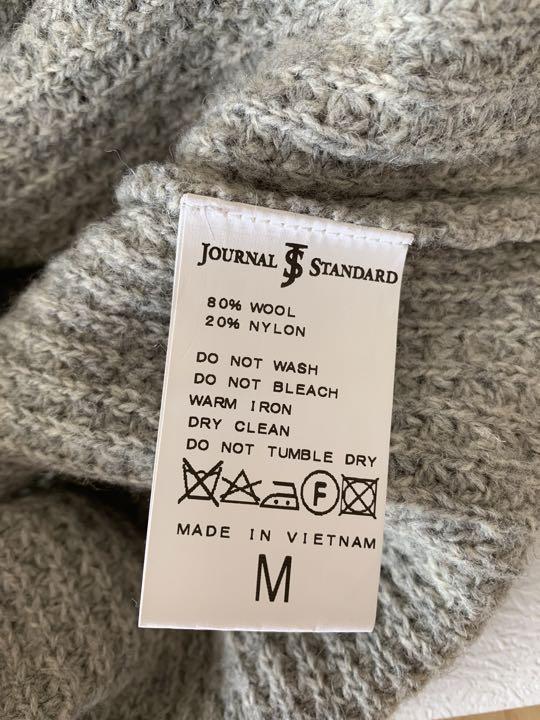 JOURNAL JS STANDARD
80% WOOL
20% NYLON
DO NOT WASH
DO NOT BLEACH
WARM IRON
DRY CLEAN
DO NOT TUMBLE DRY
F
MADE IN VIETNAM
M